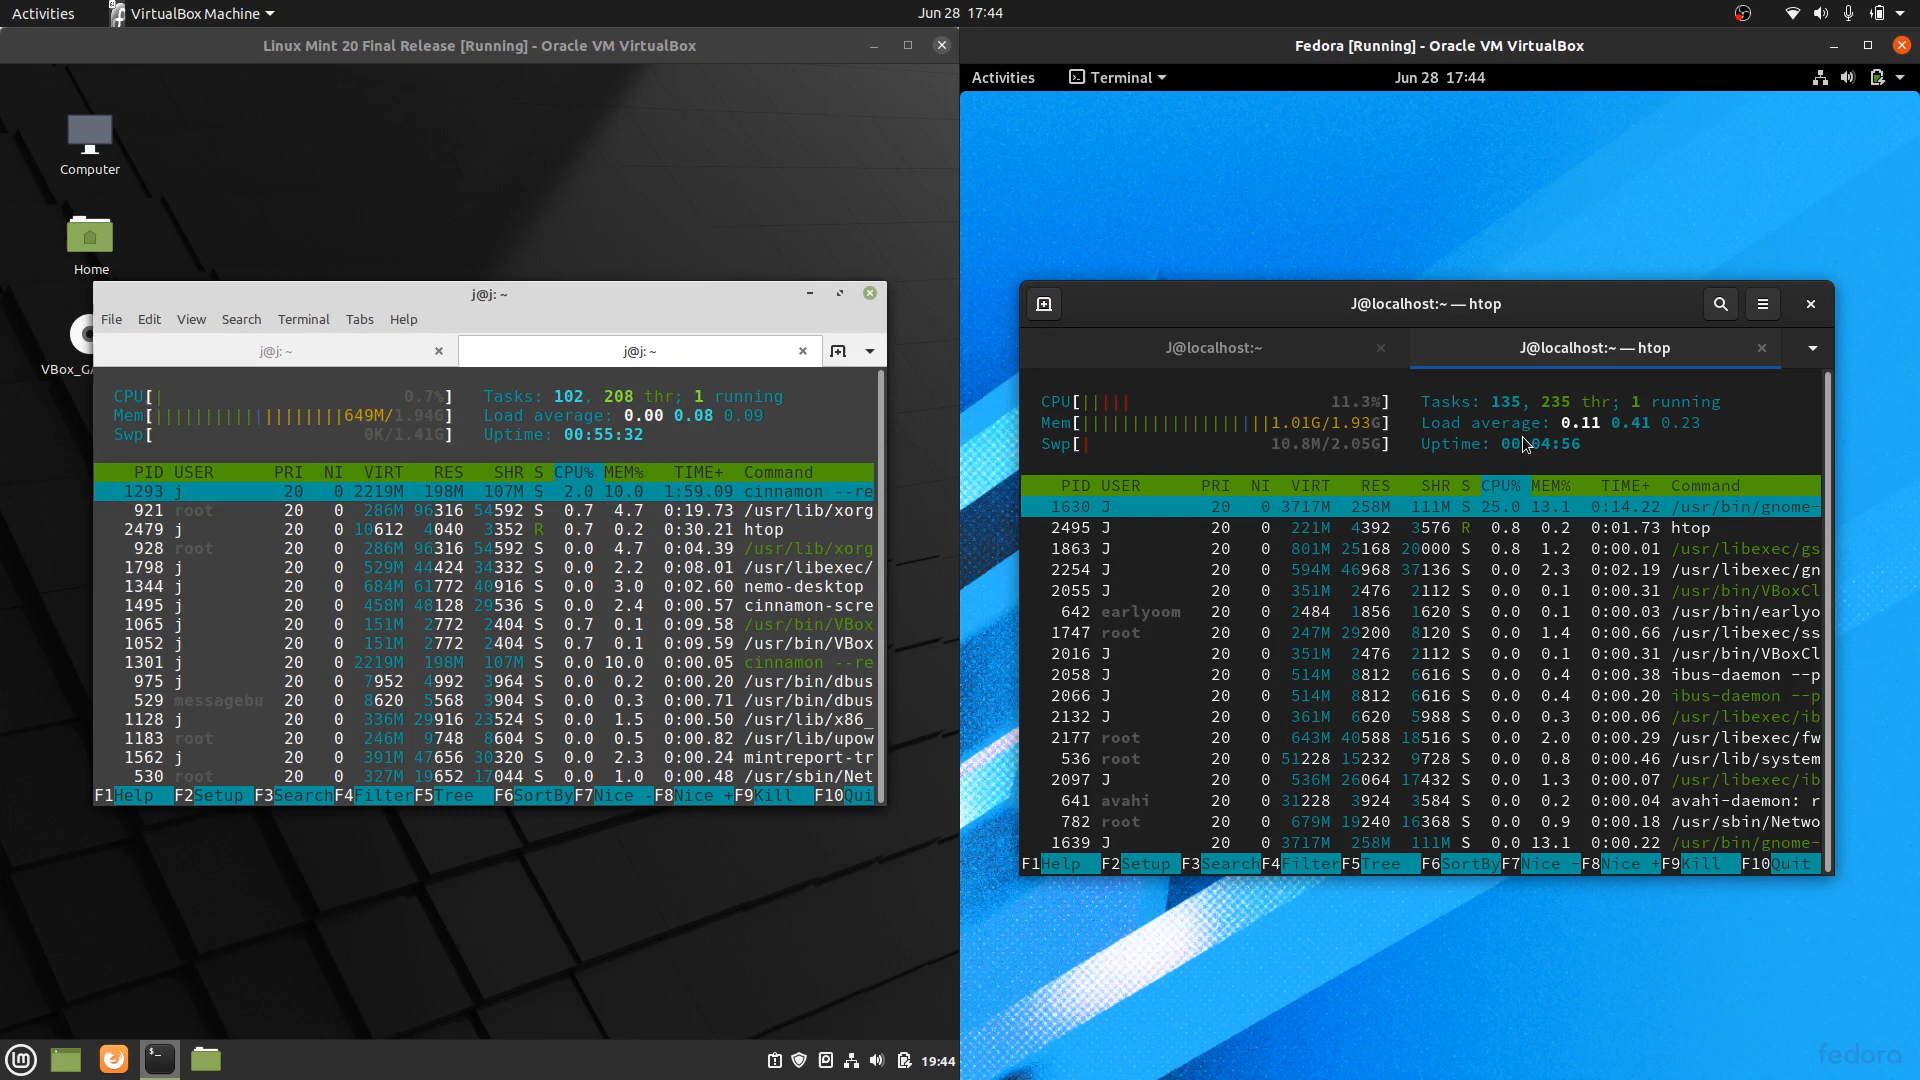 Activities
VirtualBox Machine
Jun 28 17:44
Linux Mint 20 Final Release [Running] - Oracle VM VirtualBox
Computer
Home
VBox_GA
j@j: ~
File Edit View Search Terminal Tabs Help
j@j: ~
j@j: ~
CPU[| 0.7%] Tasks: 102, 208 thr; 1 running
Mem[|||||||||||||||||||649M/1.94G] Load average: 0.00 0.08 0.09
Swp[ 0K/1.41G] Uptime: 00:55:32
PID USER PRI NI VIRT RES SHR S CPU% MEM% TIME+ Command
1293 j 20 0 2219M 198M 107M S 2.0 10.0 1:59.09 cinnamon --re
921 root 20 0 286M 96316 54592 S 0.7 4.7 0:19.73 /usr/lib/xorg
2479 j 20 0 10612 4040 3352 R 0.7 0.2 0:30.21 htop
928 root 20 0 286M 96316 54592 S 0.0 4.7 0:04.39 /usr/lib/xorg
1798 j 20 0 529M 44424 34332 S 0.0 2.2 0:08.01 /usr/libexec/
1344 j 20 0 684M 61772 40916 S 0.0 3.0 0:02.60 nemo-desktop
1495 j 20 0 458M 48128 29536 S 0.0 2.4 0:00.57 cinnamon-scre
1065 j 20 0 151M 2772 2404 S 0.7 0.1 0:09.58 /usr/bin/VBox
1052 j 20 0 151M 2772 2404 S 0.7 0.1 0:09.59 /usr/bin/VBox
1301 j 20 0 2219M 198M 107M S 0.0 10.0 0:00.05 cinnamon --re
975 j 20 0 7952 4992 3964 S 0.0 0.2 0:00.20 /usr/bin/dbus
529 messagebu 20 0 8620 5568 3904 S 0.0 0.3 0:00.71 /usr/bin/dbus
1128 j 20 0 336M 29916 23524 S 0.0 1.5 0:00.50 /usr/lib/x86_
1183 root 20 0 246M 9748 8604 S 0.0 0.5 0:00.82 /usr/lib/upow
1562 j 20 0 391M 47656 30320 S 0.0 2.3 0:00.24 mintreport-tr
530 root 20 0 327M 19652 17044 S 0.0 1.0 0:00.48 /usr/sbin/Net
F1Help F2Setup F3SearchF4FilterF5Tree F6SortByF7Nice -F8Nice +F9Kill F10Qui
19:44
Fedora [Running] - Oracle VM VirtualBox
Activities
Terminal
Jun 28 17:44
J@localhost:~ — htop
J@localhost:~
J@localhost:~ — htop
CPU[||||| 11.3%] Tasks: 135, 235 thr; 1 running
Mem[|||||||||||||||||||1.01G/1.93G] Load average: 0.11 0.41 0.23
Swp[| 10.8M/2.05G] Uptime: 00:04:56
PID USER PRI NI VIRT RES SHR S CPU% MEM% TIME+ Command
1630 J 20 0 3717M 258M 111M S 25.0 13.1 0:14.22 /usr/bin/gnome-
2495 J 20 0 221M 4392 3576 R 0.8 0.2 0:01.73 htop
1863 J 20 0 801M 25168 20000 S 0.8 1.2 0:00.01 /usr/libexec/gs
2254 J 20 0 594M 46968 37136 S 0.0 2.3 0:02.19 /usr/libexec/gn
2055 J 20 0 351M 2476 2112 S 0.0 0.1 0:00.31 /usr/bin/VBoxCl
642 earlyoom 20 0 2484 1856 1620 S 0.0 0.1 0:00.03 /usr/bin/earlyo
1747 root 20 0 247M 29200 8120 S 0.0 1.4 0:00.66 /usr/libexec/ss
2016 J 20 0 351M 2476 2112 S 0.0 0.1 0:00.31 /usr/bin/VBoxCl
2058 J 20 0 514M 8812 6616 S 0.0 0.4 0:00.38 ibus-daemon --p
2066 J 20 0 514M 8812 6616 S 0.0 0.4 0:00.20 ibus-daemon --p
2132 J 20 0 361M 6620 5988 S 0.0 0.3 0:00.06 /usr/libexec/ib
2177 root 20 0 643M 40588 18516 S 0.0 2.0 0:00.29 /usr/libexec/fw
536 root 20 0 51228 15232 9728 S 0.0 0.8 0:00.46 /usr/lib/system
2097 J 20 0 536M 26064 17432 S 0.0 1.3 0:00.07 /usr/libexec/ib
641 avahi 20 0 31228 3924 3584 S 0.0 0.2 0:00.04 avahi-daemon: r
782 root 20 0 679M 19240 16368 S 0.0 0.9 0:00.18 /usr/sbin/Netwo
1639 J 20 0 3717M 258M 111M S 0.0 13.1 0:00.22 /usr/bin/gnome-
F1Help F2Setup F3SearchF4FilterF5Tree F6SortByF7Nice -F8Nice +F9Kill F10Quit
fedora